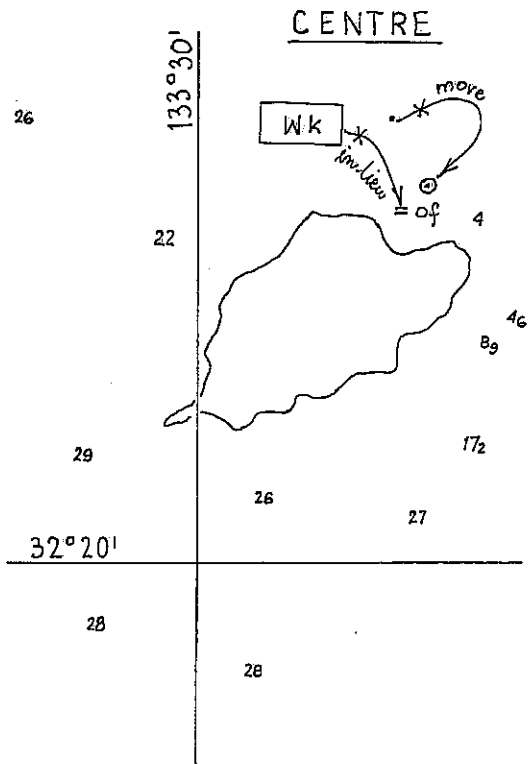 CENTRE
133°30'
more
26
Wk
in lieu
= of
4
22
4₆
8₉
29
17₂
26
27
32°20'
28
28